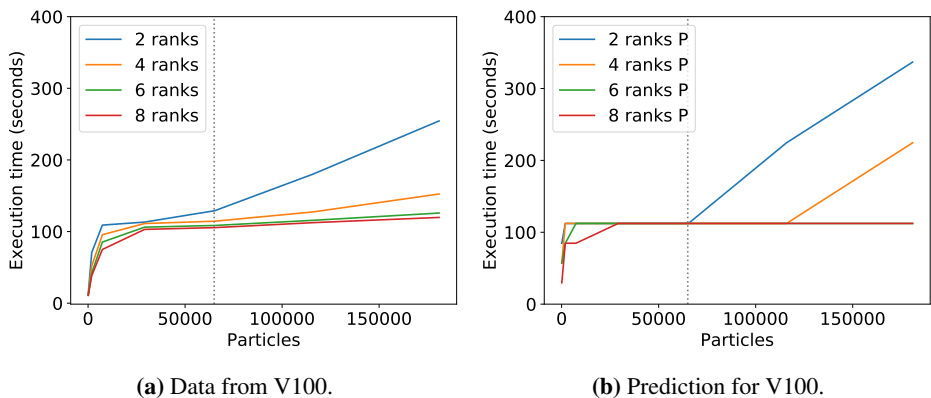 400
300
200
100
0
Execution time (seconds)
2 ranks
4 ranks
6 ranks
8 ranks
0 50000 100000 150000
Particles
(a) Data from V100.
400
300
200
100
0
Execution time (seconds)
2 ranks P
4 ranks P
6 ranks P
8 ranks P
0 50000 100000 150000
Particles
(b) Prediction for V100.